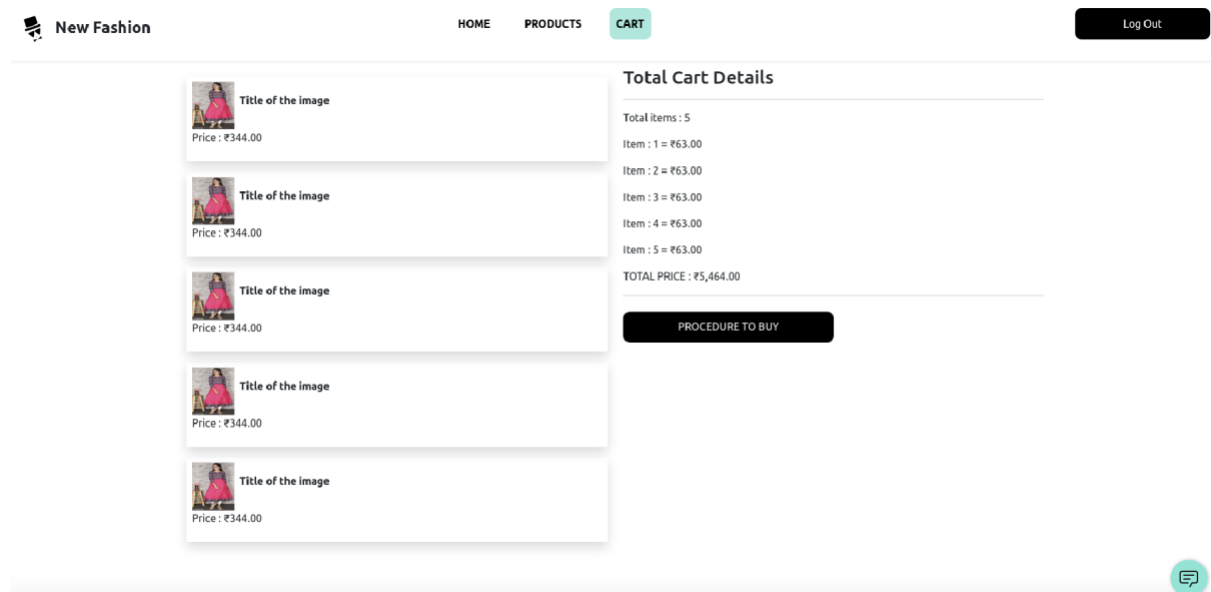 New Fashion
HOME
PRODUCTS
CART
Log Out
Title of the image
Price : ₹344.00
Title of the image
Price : ₹344.00
Title of the image
Price : ₹344.00
Title of the image
Price : ₹344.00
Title of the image
Price : ₹344.00
Total Cart Details
Total items : 5
Item : 1 = ₹63.00
Item : 2 = ₹63.00
Item : 3 = ₹63.00
Item : 4 = ₹63.00
Item : 5 = ₹63.00
TOTAL PRICE : ₹5,464.00
PROCEDURE TO BUY